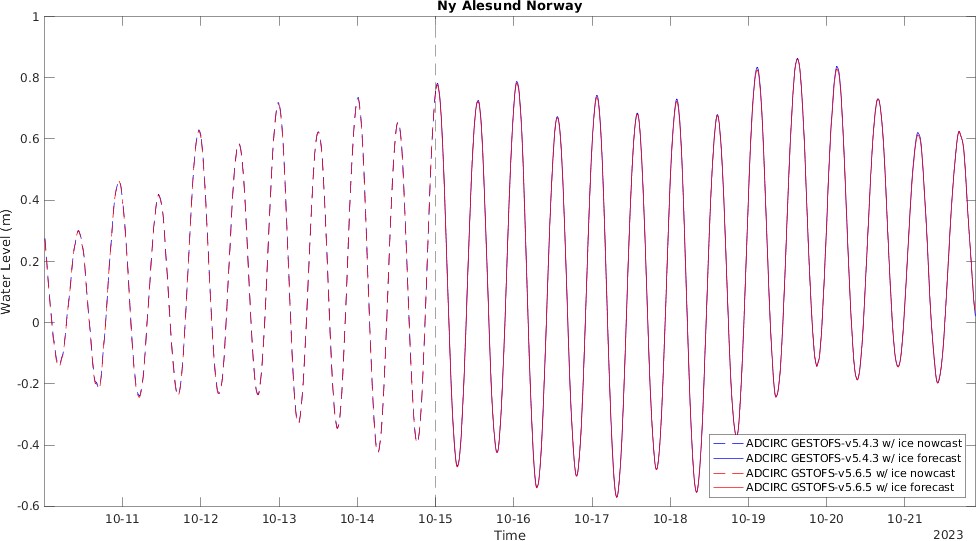 Ny Alesund Norway
1
0.8
0.6
0.4
0.2
0
-0.2
-0.4
-0.6
Water Level (m)
ADCIRC GESTOFS-v5.4.3 w/ ice nowcast
ADCIRC GESTOFS-v5.4.3 w/ ice forecast
ADCIRC GSTOFS-v5.6.5 w/ ice nowcast
ADCIRC GSTOFS-v5.6.5 w/ ice forecast
10-11 10-12 10-13 10-14 10-15 10-16 10-17 10-18 10-19 10-20 10-21
Time
2023